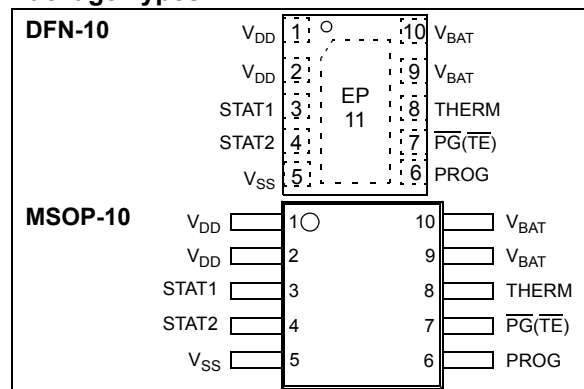 DFN-10
VDD 1 10 VBAT
VDD 2 9 VBAT
EP
STAT1 3 8 THERM
11
STAT2 4 7 PG(TE)
VSS 5 6 PROG
MSOP-10
VDD 1 10 VBAT
VDD 2 9 VBAT
STAT1 3 8 THERM
STAT2 4 7 PG(TE)
VSS 5 6 PROG